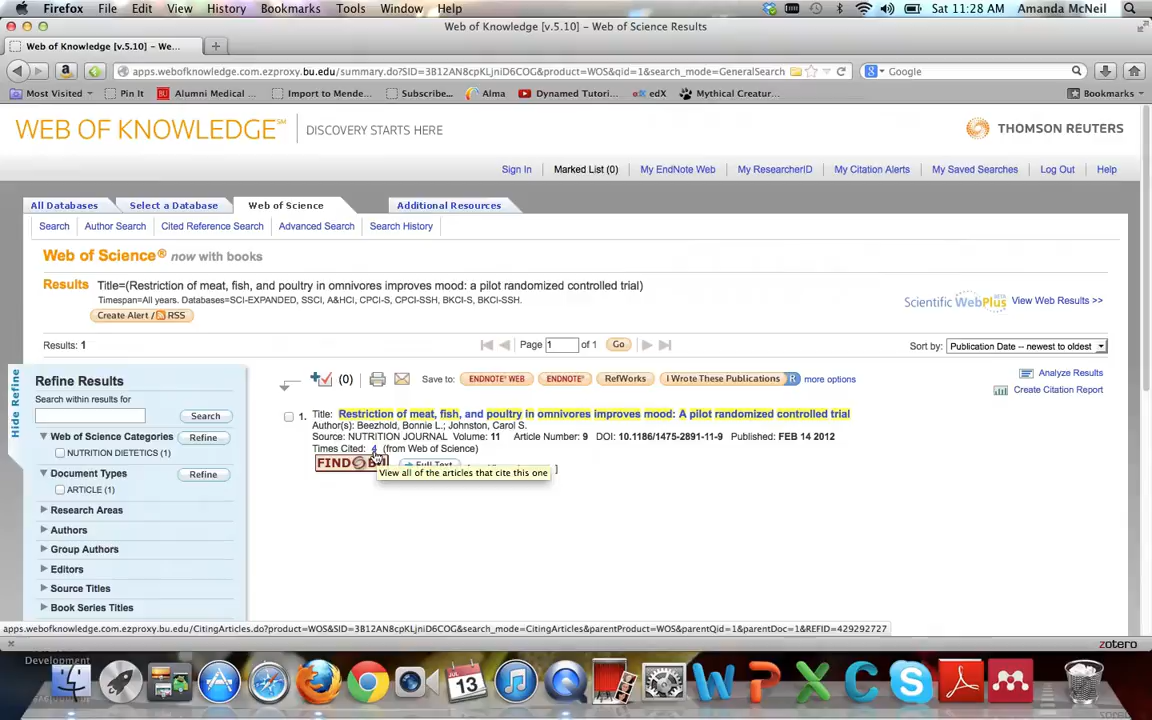 Firefox File Edit View History Bookmarks Tools Window Help Sat 11:28 AM Amanda McNeil
Web of Knowledge [v.5.10] – Web of Science Results
Web of Knowledge [v.5.10] – We...
apps.webofknowledge.com.ezproxy.bu.edu/summary.do?SID=3B12AN8cpKLjniD6COG&product=WOS&qid=1&search_mode=GeneralSearch Google
Most Visited Pin It Alumni Medical ... Import to Mende... Subscribe... Alma Dynamed Tutori... edX Mythical Creatur... Bookmarks
WEB OF KNOWLEDGE℠ DISCOVERY STARTS HERE THOMSON REUTERS
Sign In Marked List (0) My EndNote Web My ResearcherID My Citation Alerts My Saved Searches Log Out Help
All Databases Select a Database Web of Science Additional Resources
Search Author Search Cited Reference Search Advanced Search Search History
Web of Science® now with books
Results Title=(Restriction of meat, fish, and poultry in omnivores improves mood: a pilot randomized controlled trial)
Timespan=All years. Databases=SCI-EXPANDED, SSCI, A&HCI, CPCI-S, CPCI-SSH, BKCI-S, BKCI-SSH.
Scientific WebPlus BETA View Web Results >>
Create Alert / RSS
Results: 1 Page 1 of 1 Go Sort by: Publication Date -- newest to oldest
Hide Refine
Refine Results
Search within results for
Search
Web of Science Categories Refine
NUTRITION DIETETICS (1)
Document Types Refine
ARTICLE (1)
Research Areas
Authors
Group Authors
Editors
Source Titles
Book Series Titles
(0) Save to: ENDNOTE WEB ENDNOTE RefWorks I Wrote These Publications R more options
Analyze Results
Create Citation Report
1. Title: Restriction of meat, fish, and poultry in omnivores improves mood: A pilot randomized controlled trial
Author(s): Beezhold, Bonnie L.; Johnston, Carol S.
Source: NUTRITION JOURNAL Volume: 11 Article Number: 9 DOI: 10.1186/1475-2891-11-9 Published: FEB 14 2012
Times Cited: 4 (from Web of Science)
Full Text ]
View all of the articles that cite this one
apps.webofknowledge.com.ezproxy.bu.edu/CitingArticles.do?product=WOS&SID=3B12AN8cpKLjniD6COG&search_mode=CitingArticles&parentProduct=WOS&parentQid=1&parentDoc=1&REFID=429292727
zotero
Development
JUL
13